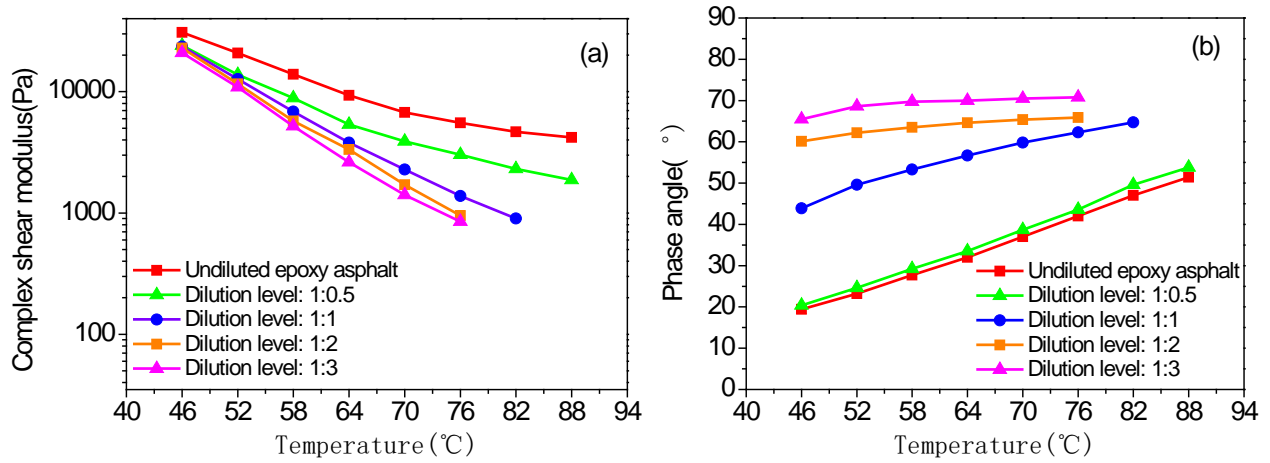 (a)
Complex shear modulus(Pa)
10000
1000
100
Undiluted epoxy asphalt
Dilution level: 1:0.5
Dilution level: 1:1
Dilution level: 1:2
Dilution level: 1:3
40 46 52 58 64 70 76 82 88 94
Temperature(℃)
(b)
Phase angle( °)
90
80
70
60
50
40
30
20
10
0
Undiluted epoxy asphalt
Dilution level: 1:0.5
Dilution level: 1:1
Dilution level: 1:2
Dilution level: 1:3
40 46 52 58 64 70 76 82 88 94
Temperature(℃)